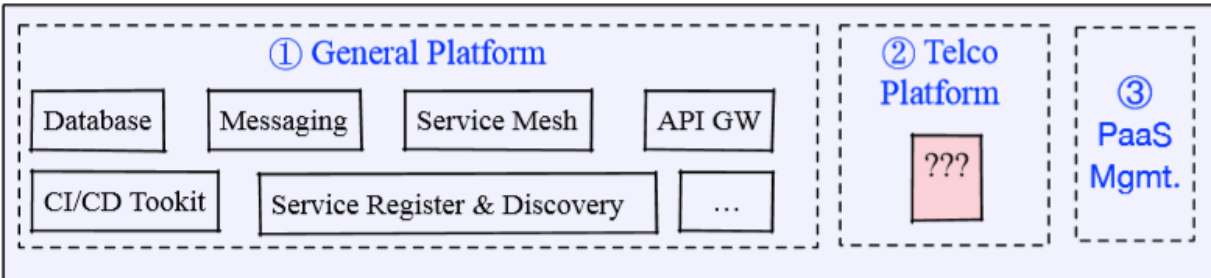 ① General Platform
Database
Messaging
Service Mesh
API GW
CI/CD Tookit
Service Register & Discovery
...
② Telco
Platform
???
③
PaaS
Mgmt.